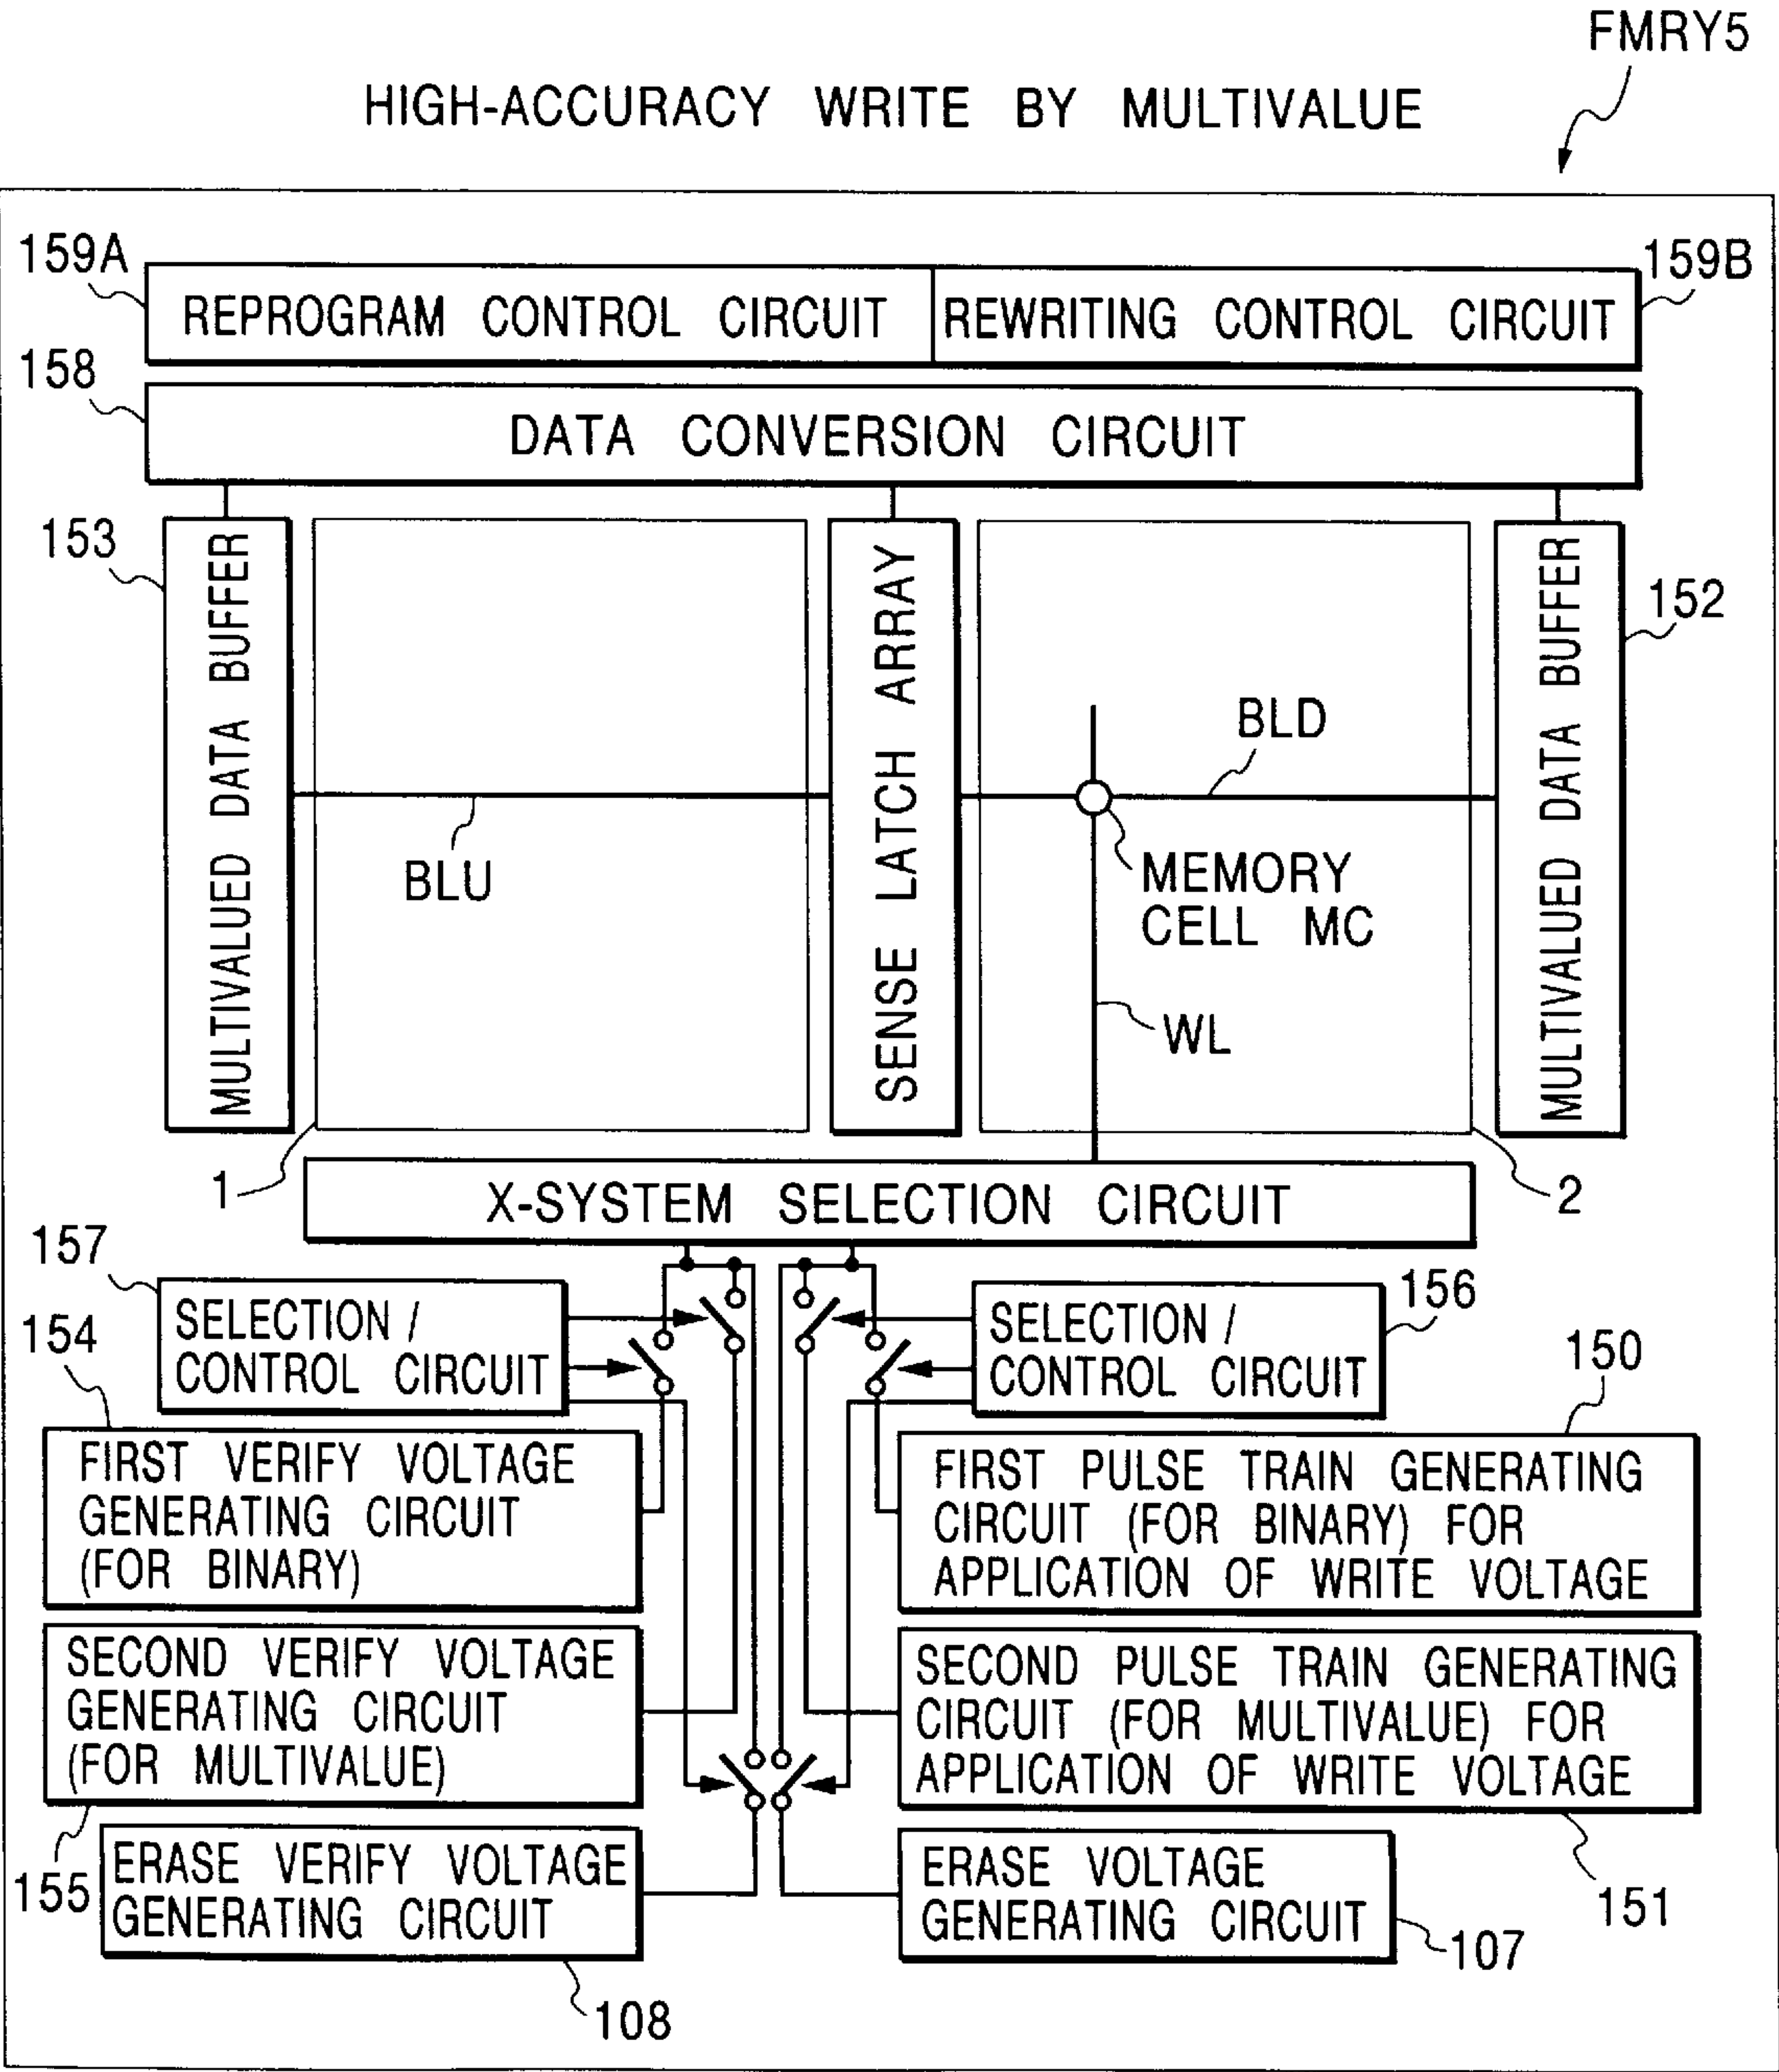 FMRY5
HIGH-ACCURACY WRITE BY MULTIVALUE
159A
159B
REPROGRAM CONTROL CIRCUIT
REWRITING CONTROL CIRCUIT
158
DATA CONVERSION CIRCUIT
153
MULTIVALUED DATA BUFFER
SENSE LATCH ARRAY
MULTIVALUED DATA BUFFER
152
BLU
BLD
MEMORY
CELL MC
WL
1
2
X-SYSTEM SELECTION CIRCUIT
157
SELECTION /
CONTROL CIRCUIT
156
SELECTION /
CONTROL CIRCUIT
154
FIRST VERIFY VOLTAGE
GENERATING CIRCUIT
(FOR BINARY)
150
FIRST PULSE TRAIN GENERATING
CIRCUIT (FOR BINARY) FOR
APPLICATION OF WRITE VOLTAGE
SECOND VERIFY VOLTAGE
GENERATING CIRCUIT
(FOR MULTIVALUE)
155
SECOND PULSE TRAIN GENERATING
CIRCUIT (FOR MULTIVALUE) FOR
APPLICATION OF WRITE VOLTAGE
151
ERASE VERIFY VOLTAGE
GENERATING CIRCUIT
108
ERASE VOLTAGE
GENERATING CIRCUIT
107